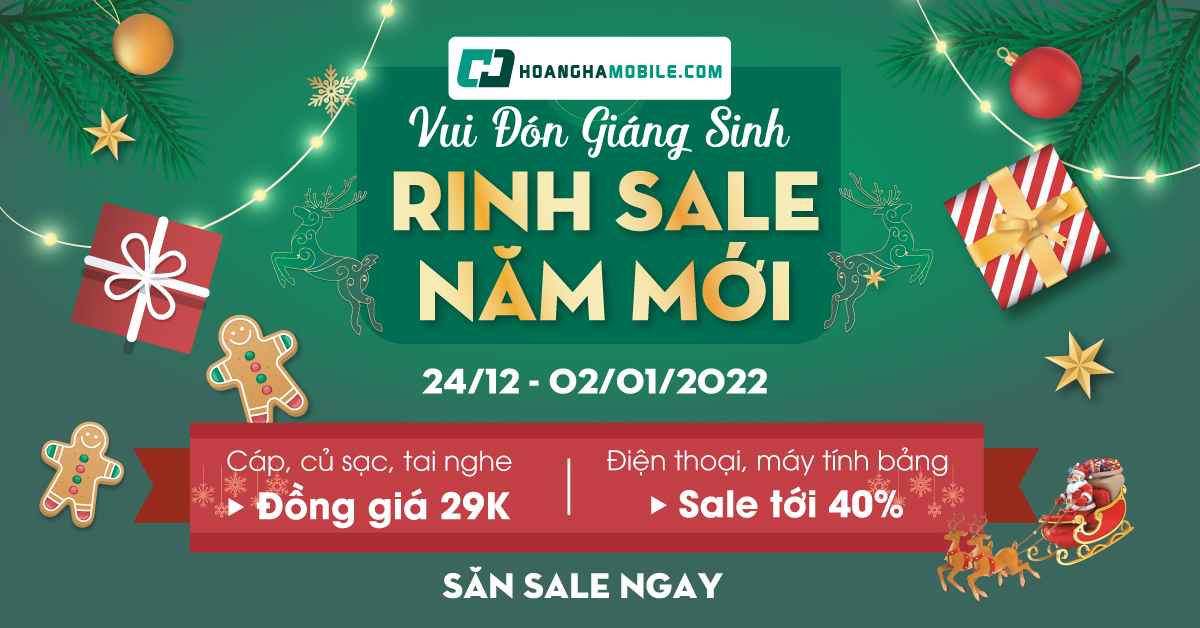 HOANGHAMOBILE.COM
Vui Đón Giáng Sinh
RINH SALE
NĂM MỚI
24/12 - 02/01/2022
Cáp, củ sạc, tai nghe
Đồng giá 29K
Điện thoại, máy tính bảng
Sale tới 40%
SĂN SALE NGAY